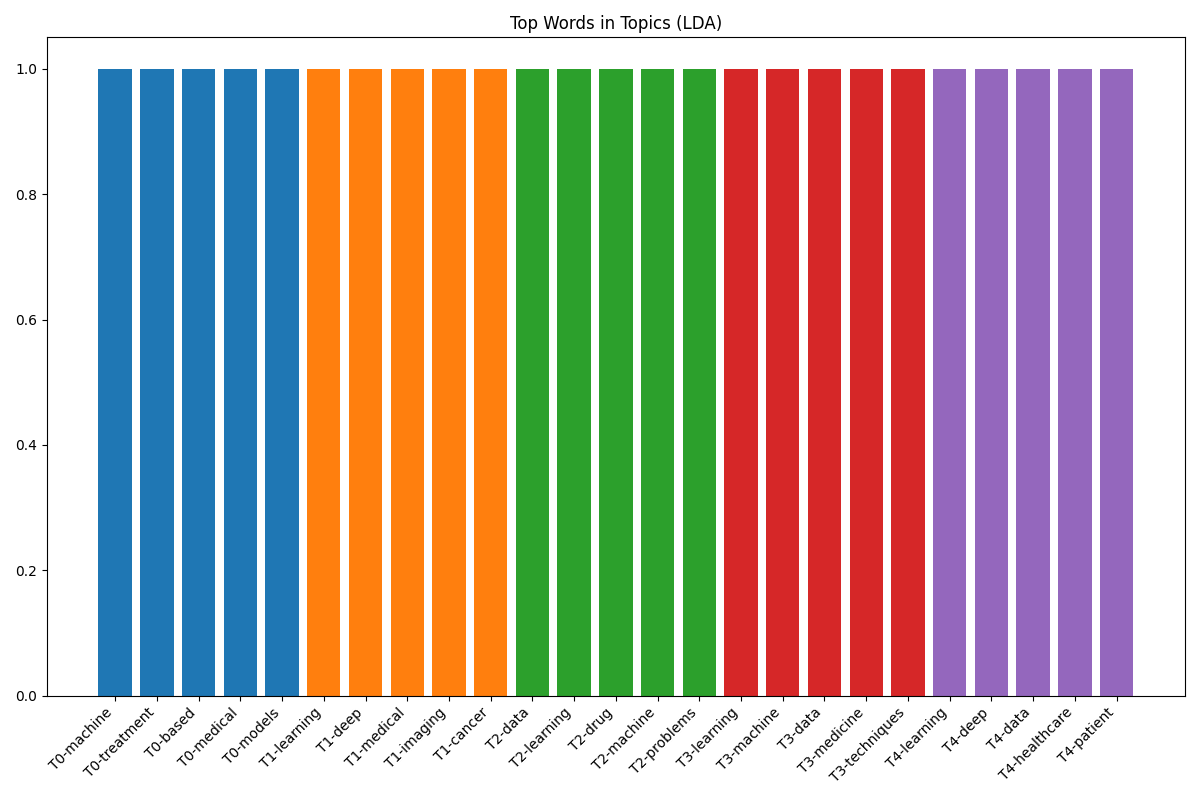 Top Words in Topics (LDA)
1.0
0.8
0.6
0.4
0.2
0.0
T0-machine
T0-treatment
T0-based
T0-medical
T0-models
T1-learning
T1-deep
T1-medical
T1-imaging
T1-cancer
T2-data
T2-learning
T2-drug
T2-machine
T2-problems
T3-learning
T3-machine
T3-data
T3-medicine
T3-techniques
T4-learning
T4-deep
T4-data
T4-healthcare
T4-patient